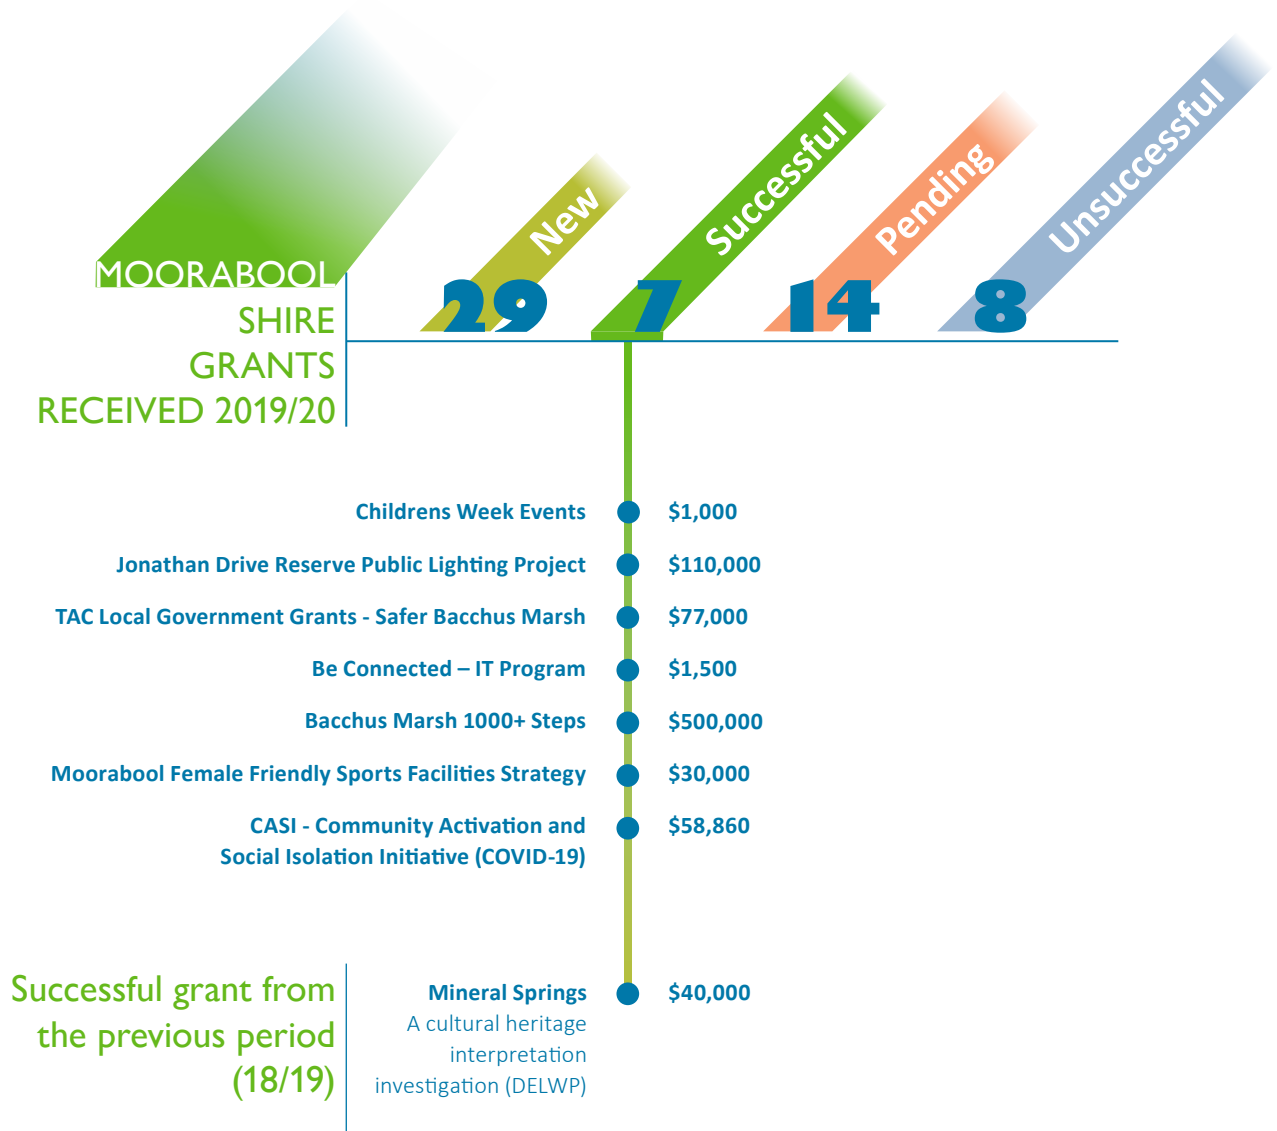 New
Successful
Pending
Unsuccessful
MOORABOOL
SHIRE
GRANTS
RECEIVED 2019/20
29
7
14
8
Childrens Week Events
$1,000
Jonathan Drive Reserve Public Lighting Project
$110,000
TAC Local Government Grants - Safer Bacchus Marsh
$77,000
Be Connected – IT Program
$1,500
Bacchus Marsh 1000+ Steps
$500,000
Moorabool Female Friendly Sports Facilities Strategy
$30,000
CASI - Community Activation and
Social Isolation Initiative (COVID-19)
$58,860
Successful grant from
the previous period
(18/19)
Mineral Springs
A cultural heritage
interpretation
investigation (DELWP)
$40,000